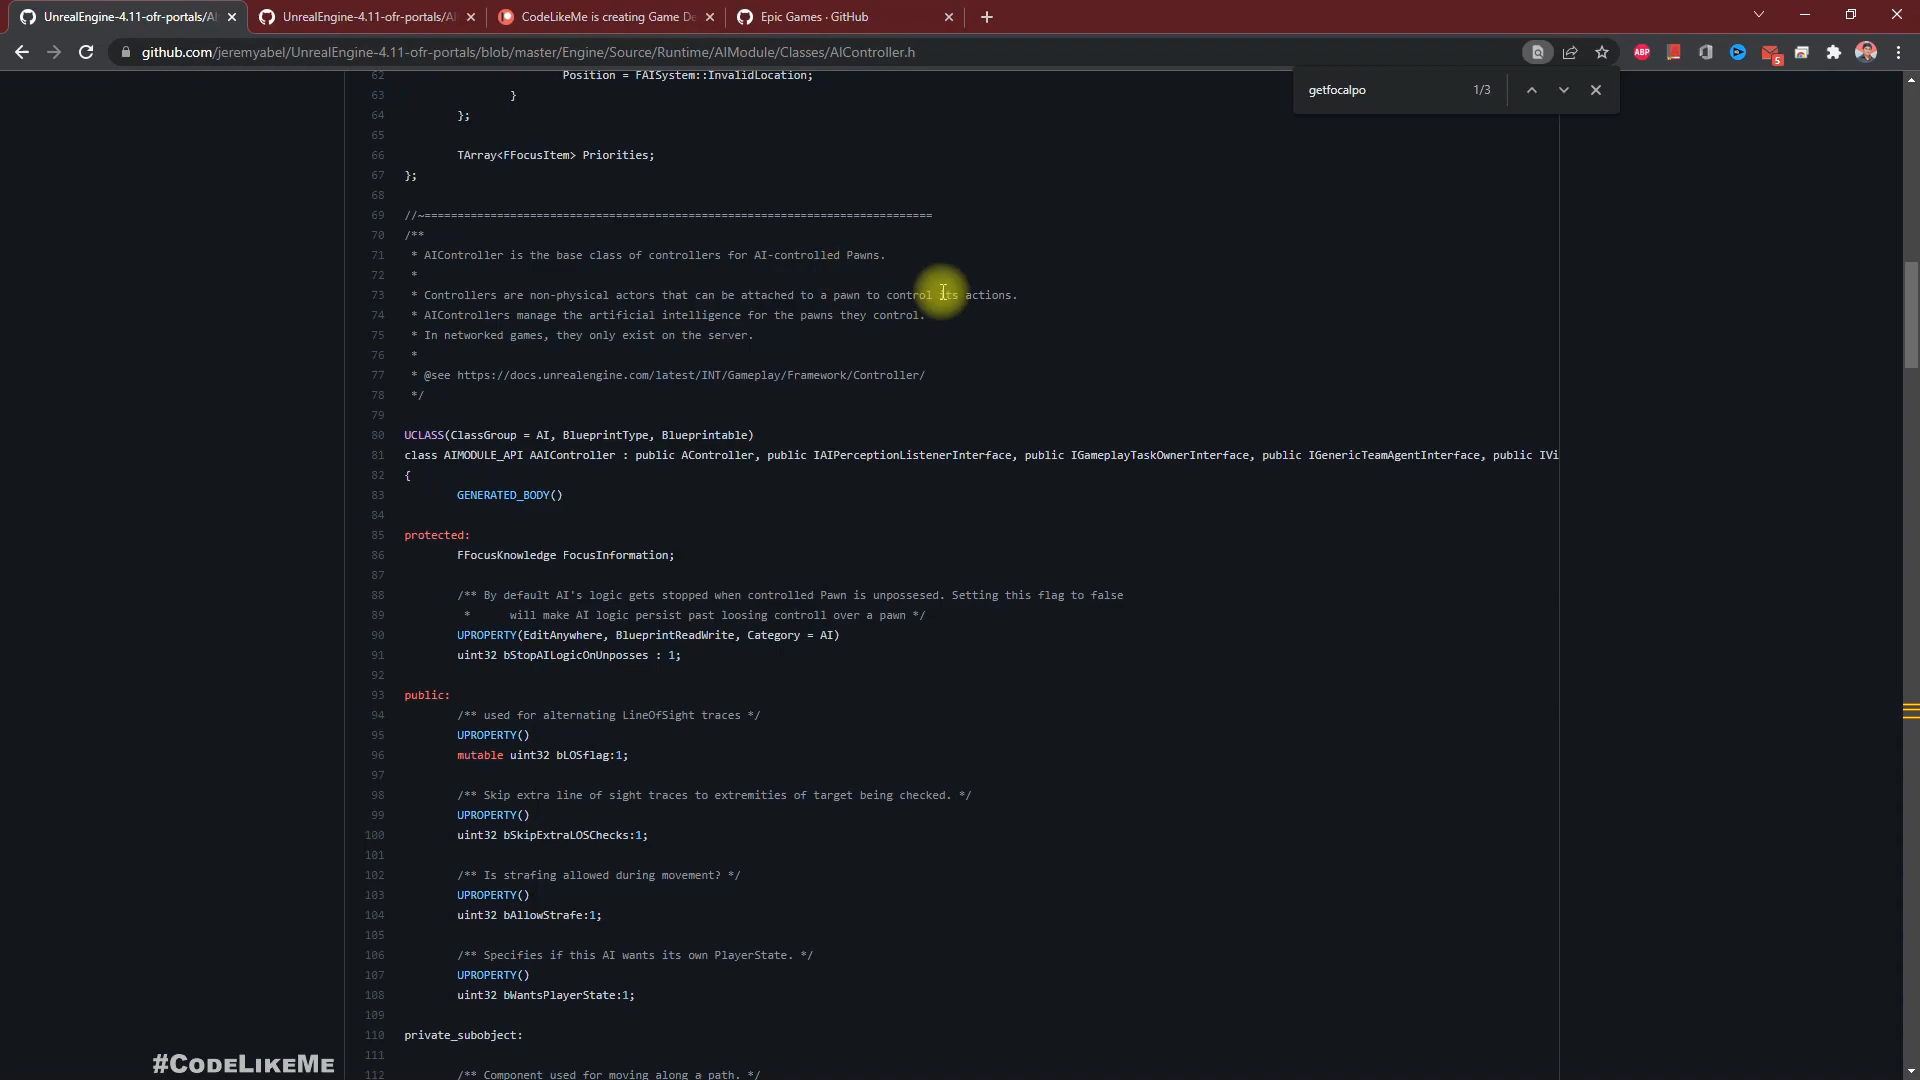 UnrealEngine-4.11-ofr-portals/AI
UnrealEngine-4.11-ofr-portals/AI
CodeLikeMe is creating Game De
Epic Games · GitHub
github.com/jeremyabel/UnrealEngine-4.11-ofr-portals/blob/master/Engine/Source/Runtime/AIModule/Classes/AIController.h
ABP
5
getfocalpo
1/3
62 Position = FAISystem::InvalidLocation;
63 }
64 };
65
66 TArray<FFocusItem> Priorities;
67 };
68
69 //~=============================================================================
70 /**
71 * AIController is the base class of controllers for AI-controlled Pawns.
72 *
73 * Controllers are non-physical actors that can be attached to a pawn to control its actions.
74 * AIControllers manage the artificial intelligence for the pawns they control.
75 * In networked games, they only exist on the server.
76 *
77 * @see https://docs.unrealengine.com/latest/INT/Gameplay/Framework/Controller/
78 */
79
80 UCLASS(ClassGroup = AI, BlueprintType, Blueprintable)
81 class AIMODULE_API AAIController : public AController, public IAIPerceptionListenerInterface, public IGameplayTaskOwnerInterface, public IGenericTeamAgentInterface, public IVi
82 {
83 GENERATED_BODY()
84
85 protected:
86 FFocusKnowledge FocusInformation;
87
88 /** By default AI's logic gets stopped when controlled Pawn is unpossesed. Setting this flag to false
89 * will make AI logic persist past loosing controll over a pawn */
90 UPROPERTY(EditAnywhere, BlueprintReadWrite, Category = AI)
91 uint32 bStopAILogicOnUnposses : 1;
92
93 public:
94 /** used for alternating LineOfSight traces */
95 UPROPERTY()
96 mutable uint32 bLOSflag:1;
97
98 /** Skip extra line of sight traces to extremities of target being checked. */
99 UPROPERTY()
100 uint32 bSkipExtraLOSChecks:1;
101
102 /** Is strafing allowed during movement? */
103 UPROPERTY()
104 uint32 bAllowStrafe:1;
105
106 /** Specifies if this AI wants its own PlayerState. */
107 UPROPERTY()
108 uint32 bWantsPlayerState:1;
109
110 private_subobject:
111
112 /** Component used for moving along a path. */
#CodeLikeMe